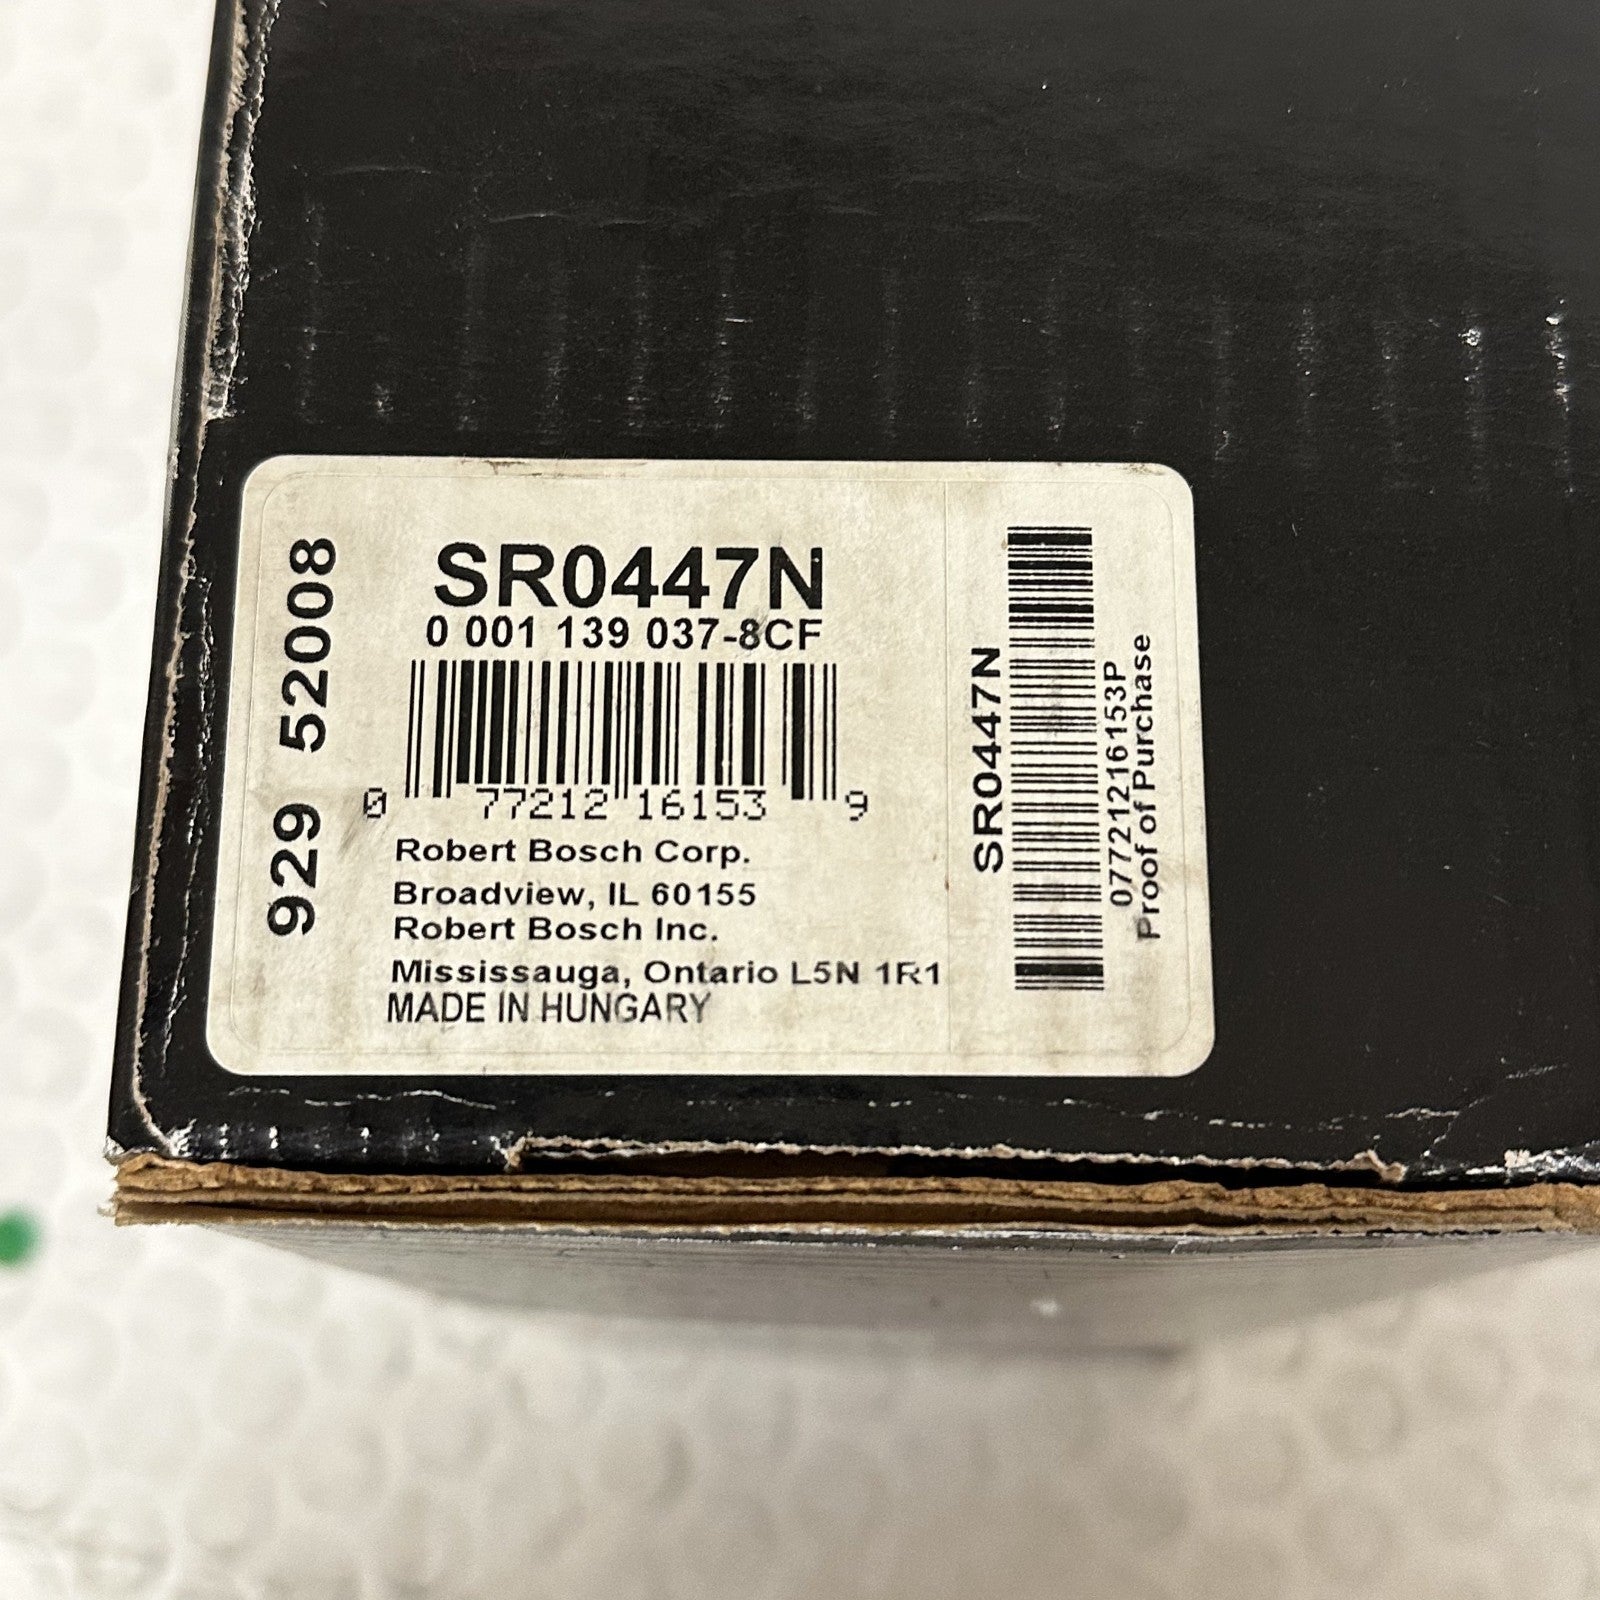 929 52008
SR0447N
0 001 139 037-8CF
0 77212 16153 9
Robert Bosch Corp.
Broadview, IL 60155
Robert Bosch Inc.
Mississauga, Ontario L5N 1R1
MADE IN HUNGARY
SR0447N
07721216153P
Proof of Purchase